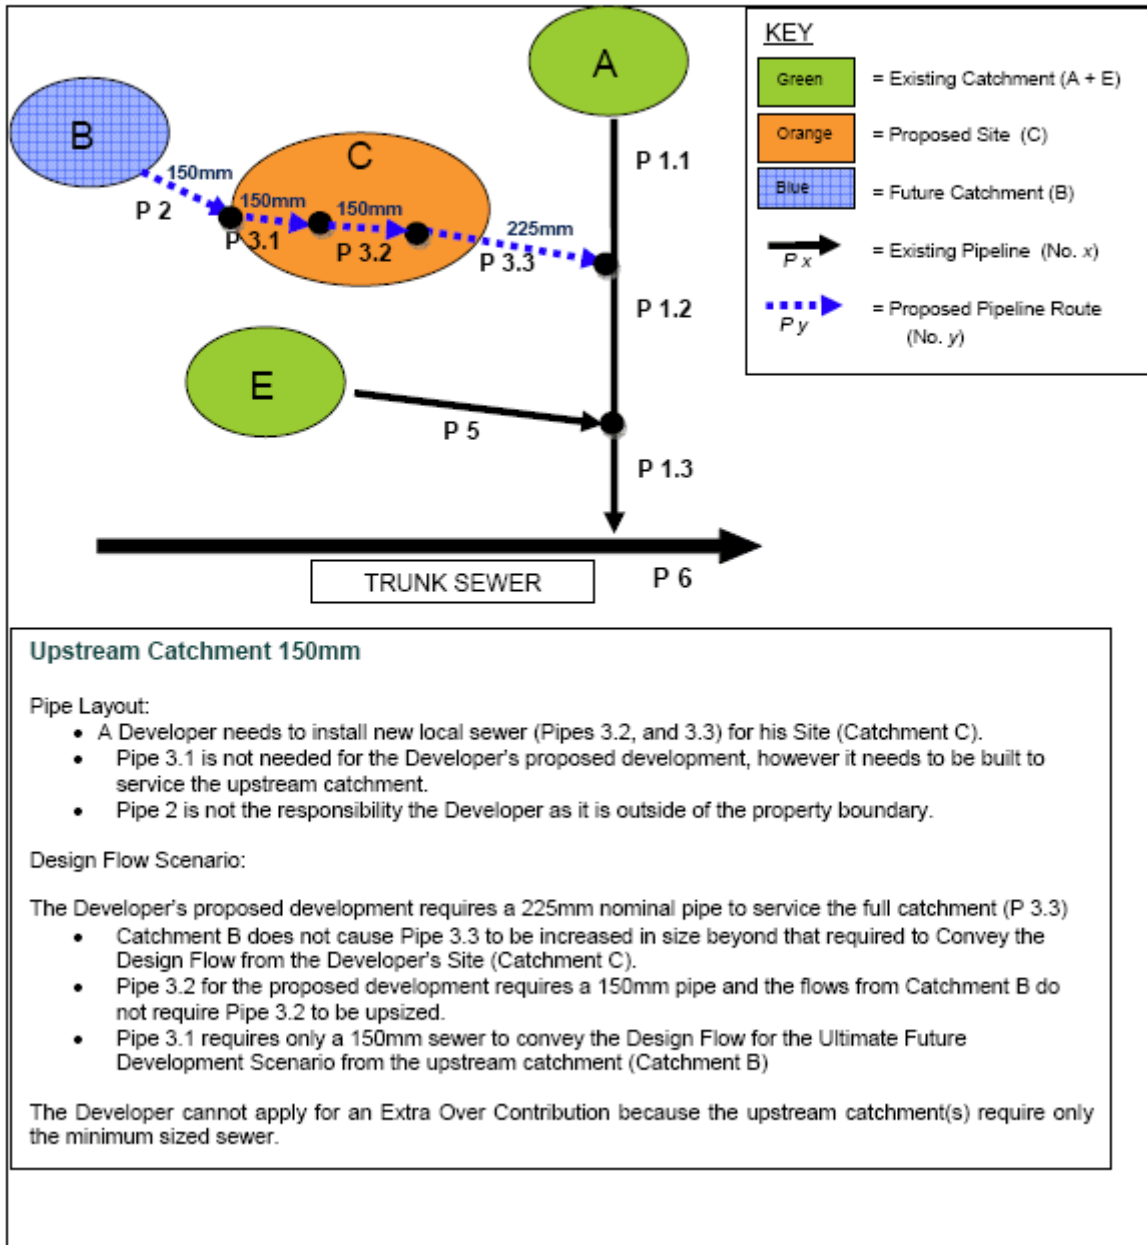 A
B
C
150mm
P 2
150mm
P 3.1
150mm
P 3.2
225mm
P 3.3
P 1.1
P 1.2
E
P 5
P 1.3
TRUNK SEWER
P 6
KEY
Green = Existing Catchment (A + E)
Orange = Proposed Site (C)
Blue = Future Catchment (B)
P x = Existing Pipeline (No. x)
P y = Proposed Pipeline Route
(No. y)
Upstream Catchment 150mm
Pipe Layout:
• A Developer needs to install new local sewer (Pipes 3.2, and 3.3) for his Site (Catchment C).
• Pipe 3.1 is not needed for the Developer's proposed development, however it needs to be built to
service the upstream catchment.
• Pipe 2 is not the responsibility the Developer as it is outside of the property boundary.
Design Flow Scenario:
The Developer's proposed development requires a 225mm nominal pipe to service the full catchment (P 3.3)
• Catchment B does not cause Pipe 3.3 to be increased in size beyond that required to Convey the
Design Flow from the Developer's Site (Catchment C).
• Pipe 3.2 for the proposed development requires a 150mm pipe and the flows from Catchment B do
not require Pipe 3.2 to be upsized.
• Pipe 3.1 requires only a 150mm sewer to convey the Design Flow for the Ultimate Future
Development Scenario from the upstream catchment (Catchment B)
The Developer cannot apply for an Extra Over Contribution because the upstream catchment(s) require only
the minimum sized sewer.